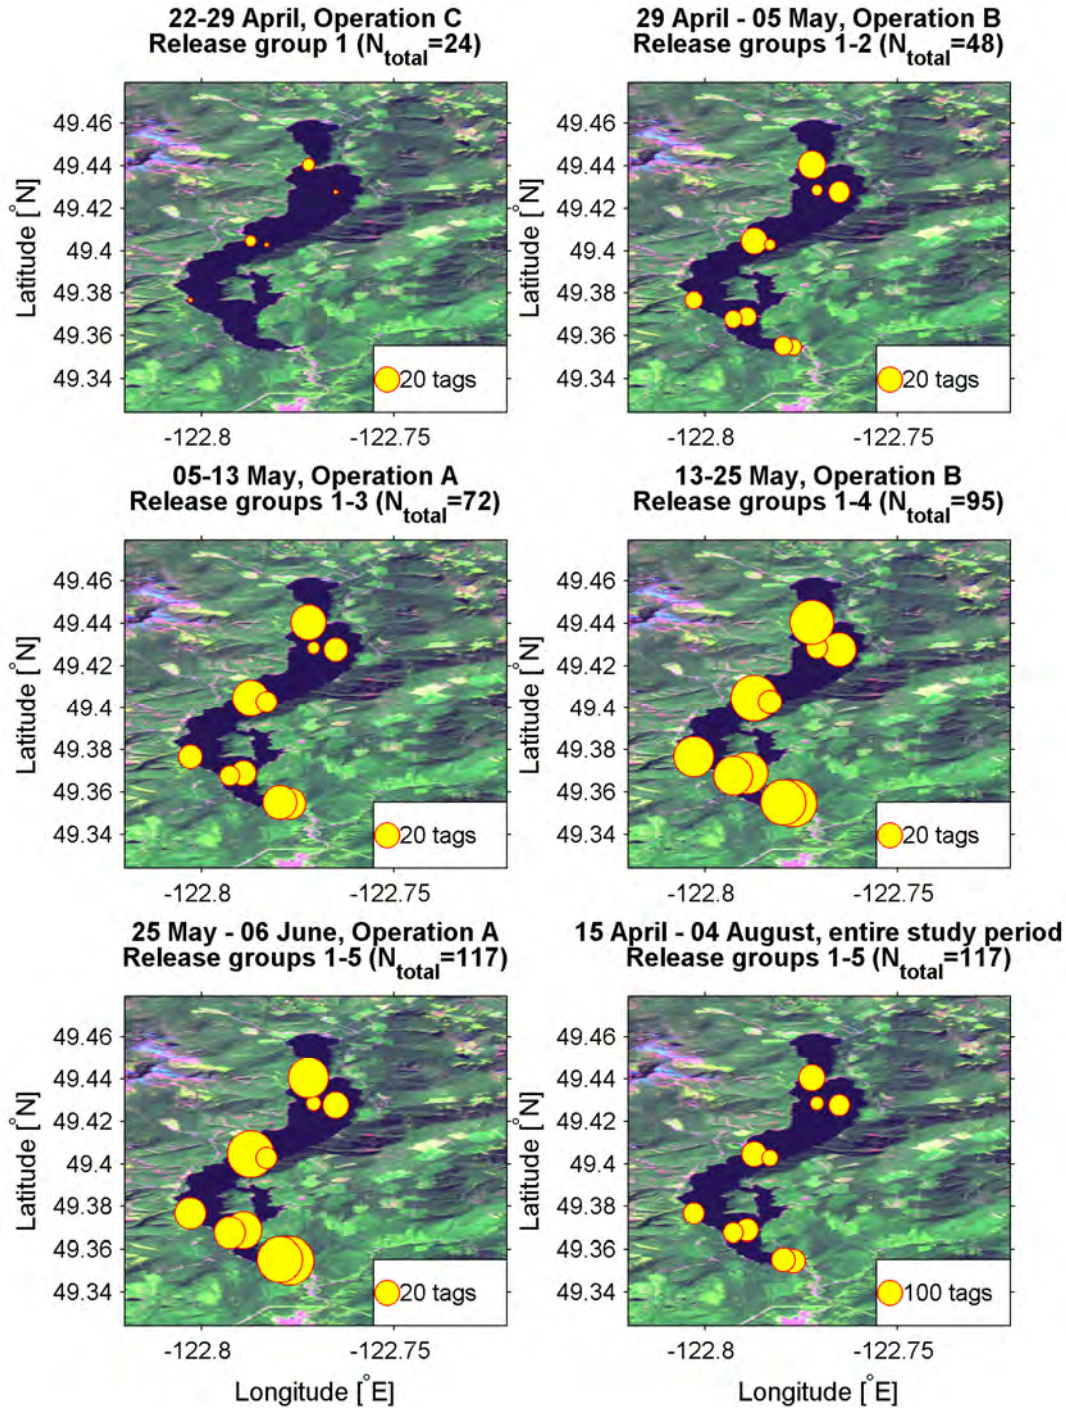 22-29 April, Operation C
Release group 1 (N_total=24)
Latitude [°N]
49.46
49.44
49.42
49.4
49.38
49.36
49.34
20 tags
-122.8
-122.75
29 April - 05 May, Operation B
Release groups 1-2 (N_total=48)
Latitude [°N]
49.46
49.44
49.42
49.4
49.38
49.36
49.34
20 tags
-122.8
-122.75
05-13 May, Operation A
Release groups 1-3 (N_total=72)
Latitude [°N]
49.46
49.44
49.42
49.4
49.38
49.36
49.34
20 tags
-122.8
-122.75
13-25 May, Operation B
Release groups 1-4 (N_total=95)
Latitude [°N]
49.46
49.44
49.42
49.4
49.38
49.36
49.34
20 tags
-122.8
-122.75
25 May - 06 June, Operation A
Release groups 1-5 (N_total=117)
Latitude [°N]
49.46
49.44
49.42
49.4
49.38
49.36
49.34
20 tags
-122.8
-122.75
Longitude [°E]
15 April - 04 August, entire study period
Release groups 1-5 (N_total=117)
Latitude [°N]
49.46
49.44
49.42
49.4
49.38
49.36
49.34
100 tags
-122.8
-122.75
Longitude [°E]